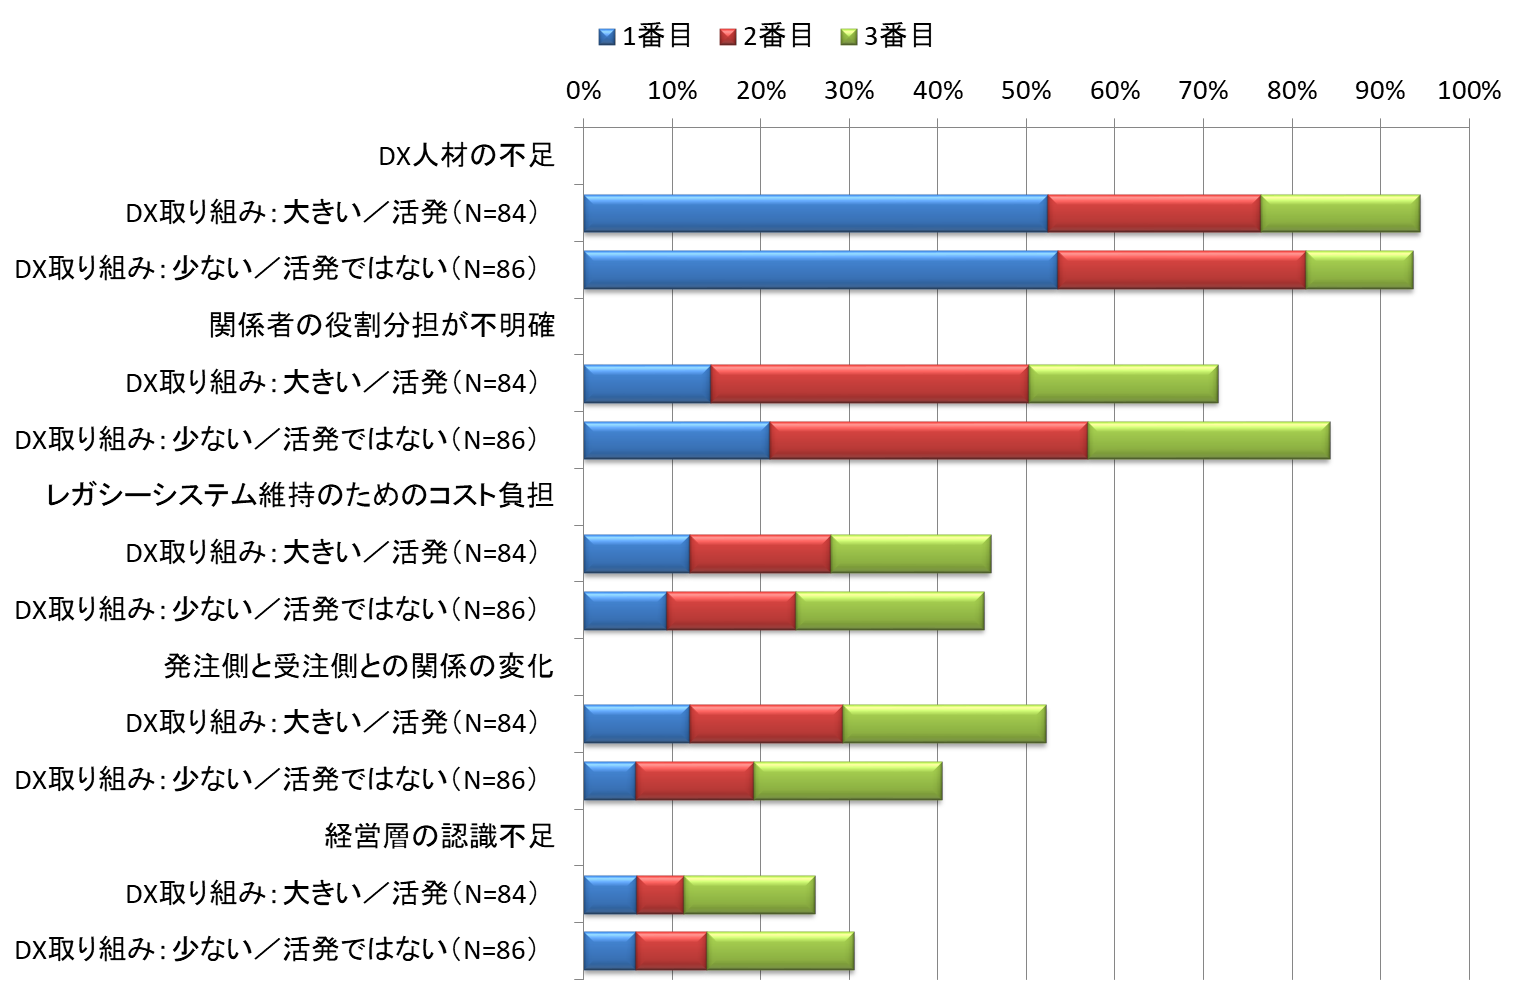 1番目 2番目 3番目
0% 10% 20% 30% 40% 50% 60% 70% 80% 90% 100%
DX人材の不足
DX取り組み：大きい／活発（N=84）
DX取り組み：少ない／活発ではない（N=86）
関係者の役割分担が不明確
DX取り組み：大きい／活発（N=84）
DX取り組み：少ない／活発ではない（N=86）
レガシーシステム維持のためのコスト負担
DX取り組み：大きい／活発（N=84）
DX取り組み：少ない／活発ではない（N=86）
発注側と受注側との関係の変化
DX取り組み：大きい／活発（N=84）
DX取り組み：少ない／活発ではない（N=86）
経営層の認識不足
DX取り組み：大きい／活発（N=84）
DX取り組み：少ない／活発ではない（N=86）